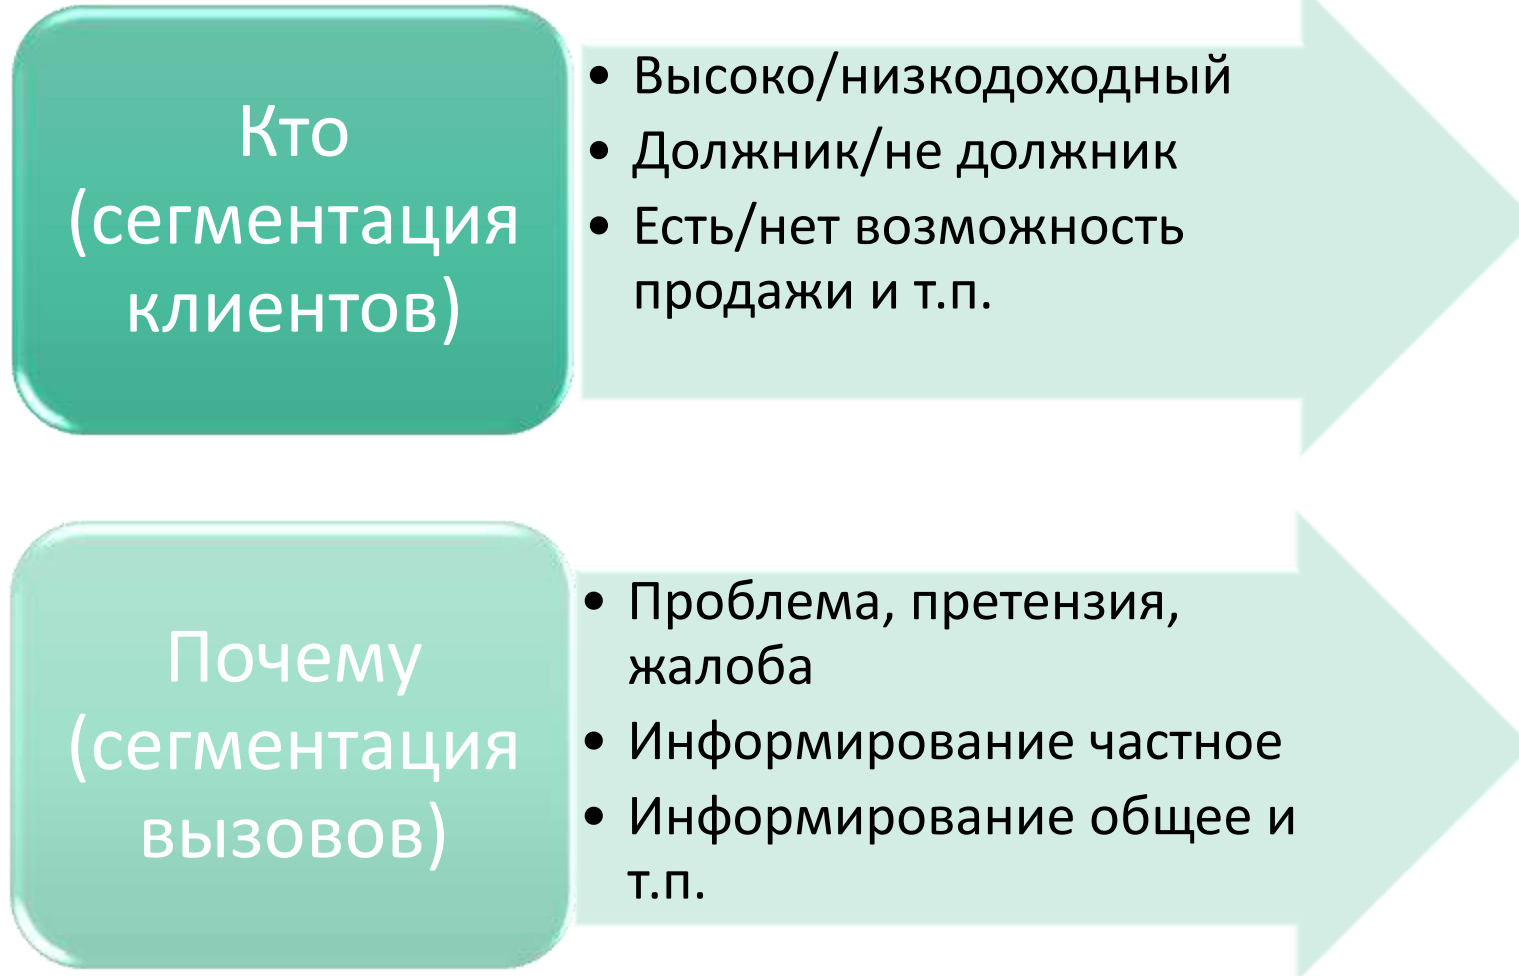 Кто
(сегментация
клиентов)
• Высоко/низкодоходный
• Должник/не должник
• Есть/нет возможность
продажи и т.п.
Почему
(сегментация
вызовов)
• Проблема, претензия,
жалоба
• Информирование частное
• Информирование общее и
т.п.